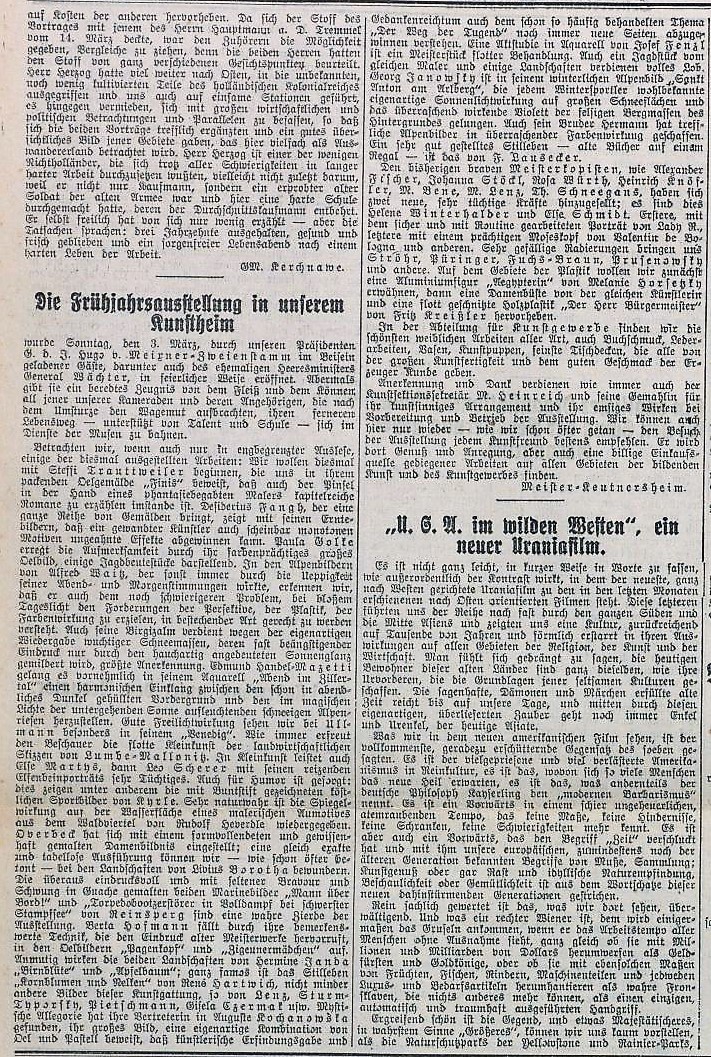 auf Kosten der anderen hervorheben. Da sich der Stoff des
Vortrages mit jenem des Herrn Hauptmann a. D. Tremmel
vom 14. März deckte, war den Zuhörern die Möglichkeit
gegeben, Vergleiche zu ziehen, denn die beiden Herren hatten
den Stoff von ganz verschiedenen Gesichtspunkten beurteilt.
Herr Herzog hatte viel weiter nach Osten, in die unbekannten,
noch wenig kultivierten Teile des holländischen Kolonialreiches
ausgegriffen und uns auch auf einsame Stationen geführt,
es hingegen vermieden, sich mit großen wirtschaftlichen und
politischen Betrachtungen und Parallelen zu befassen, so daß
sich die beiden Vorträge trefflich ergänzten und ein gutes über-
sichtliches Bild jener Gebiete gaben, das hier vielfach als Aus-
wandererland betrachtet wird. Herr Herzog ist einer der wenigen
Nichtholländer, die sich trotz aller Schwierigkeiten in langer
harter Arbeit durchzusetzen wußten, vielleicht nicht zuletzt darum,
weil er nicht nur Kaufmann, sondern ein erprobter alter
Soldat der alten Armee war und hier eine harte Schule
durchgemacht hatte, deren der Durchschnittskaufmann entbehrt.
Er selbst freilich hat von sich nur wenig erzählt — aber die
Tatsachen sprachen: drei Jahrzehnte ausgehalten, gesund und
frisch geblieben und ein sorgenfreier Lebensabend nach einem
harten Leben der Arbeit.
GM. Kerchnawe.
Die Frühjahrsausstellung in unserem
Kunstheim
wurde Sonntag, den 3. März, durch unseren Präsidenten
G. d. J. Hugo v. Meixner-Zweienstamm im Beisein
geladener Gäste, darunter auch des ehemaligen Heeresministers
General Wächter, in feierlicher Weise eröffnet. Abermals
gibt sie ein beredtes Zeugnis von dem Fleiß und dem Können
all jener unserer Kameraden und deren Angehörigen, die nach
dem Umsturze den Wagemut aufbrachten, ihren ferneren
Lebensweg — unterstützt von Talent und Schule — sich im
Dienste der Musen zu bahnen.
Betrachten wir, wenn auch nur in engbegrenzter Auslese,
einige der diesmal ausgestellten Arbeiten: Wir wollen diesmal
mit Steffi Trauttweiler beginnen, die uns in ihrem
packenden Oelgemälde „Finis“ beweist, daß auch der Pinsel
in der Hand eines phantasiebegabten Malers kapitelreiche
Romane zu erzählen imstande ist. Desiderius Fangh, der eine
ganze Reihe von Gemälden bringt, zeigt mit seinen Ernte-
bildern, daß ein gewandter Künstler auch scheinbar monotonen
Motiven ungeahnte Effekte abgewinnen kann. Paula Golke
erregt die Aufmerksamkeit durch ihr farbenprächtiges großes
Oelbild, einige Jagdbeutestücke darstellend. In den Alpenbildern
von Alfred Waitz, der sonst immer durch die Ueppigkeit
seiner Abend- und Morgenstimmungen wirkte, erkennen wir,
daß er auch dem noch schwierigeren Problem, die bloßem
Tageslicht den Forderungen der Perspektive, der Plastik, der
Farbenwirkung zu erzielen, in bestechender Art gerecht zu werden
versteht. Auch seine Virgizalm verdient wegen der eigenartigen
Wiedergabe wuchtiger Schneemassen, deren fast beängstigender
Eindruck nur durch den hauchartig angedeuteten Sonnenglanz
gemildert wird, größte Anerkennung. Edmund Handel-Mazetti
gelang es vornehmlich in seinem Aquarell „Abend im Ziller-
tal“ einen harmonischen Einklang zwischen den schon in abend-
liches Dunkel gehüllten Vordergrund und den im magischen
Lichte der untergehenden Sonne aufleuchtenden schneeigen Alpen-
riesen herzustellen. Gute Freilichtwirkung sehen wir bei Ull-
mann besonders in seinem „Venedig“. Wie immer erfreut
den Beschauer die flotte Kleinkunst der landwirtschaftlichen
Skizzen von Lumbe-Mallonitz. In Kleinkunst leistet auch
Else Martys, dann Leo Scherer mit seinen reizenden
Elfenbeinporträts sehr Tüchtiges. Auch für Humor ist gesorgt;
dies zeigen unter anderem die mit Buntstift gezeichneten köst-
lichen Sportbilder von Kyrle. Sehr naturwahr ist die Spiegel-
wirkung auf der Wasserfläche eines malerischen Aumotives
aus dem Waldviertel von Rudolf Heverda wiedergegeben.
Overbeck hat sich mit einem formvollendeten und gewissen-
haft gemalten Damenbildnis eingestellt; eine gleich exakte
und tadellose Ausführung können wir — wie schon öfter be-
tont — bei den Landschaften von Livius Borotha bewundern.
Die überaus eindrucksvoll und mit seltener Bravour und
Schwung in Guache gemalten beiden Marinebilder „Mann über
Bord!“ und „Torpedobootzerstörer in Volldampf bei schwerster
Stampfsee“ von Reinsperg sind eine wahre Zierde der
Ausstellung. Berta Hofmann fällt durch ihre bemerkens-
werte Technik, die den Eindruck alter Meisterwerke hervorruft,
in den Oelbildern „Magentopf“ und „Zigeunermädchen“ auf.
Anmutig wirken die beiden Landschaften von Hermine Janda
„Birnblüte“ und „Apfelbaum“; ganz famos ist das Stilleben
„Kornblumen und Nelken“ von René Hartwich, nicht minder
andere Bilder dieser Kunstgattung, so von Lenz, Sturm-
Typorsky, Pietschmann, Gisela Czermak usw. Mysti-
sche Allegorie hat ihre Vertreterin in Auguste Kochanowska
gefunden, ihr großes Bild, eine eigenartige Kombination von
Oel und Pastell beweist, daß künstlerische Erfindungsgabe und
Gedankenreichtum auch dem schon so häufig behandelten Thema
„Der Weg der Tugend“ noch immer neue Seiten abzuge-
winnen verstehen. Eine Aktstudie in Aquarell von Josef Fenzl
ist ein Meisterstück flotter Behandlung. Auch ein Jagdstück vom
gleichen Maler und einige Landschaften verdienen volles Lob.
Georg Janowsky ist in seinem winterlichen Alpenbild „Sankt
Anton am Arlberg“, die jedem Wintersportler wohlbekannte
eigenartige Sonnenlichtwirkung auf großen Schneeflächen und
das überraschend wirkende Violett der felsigen Bergmassen des
Hintergrundes gelungen. Auch sein Bruder Hermann hat treff-
liche Alpenbilder in überraschender Farbenwirkung geschaffen.
Ein sehr gut gestelltes Stilleben — alte Bücher auf einem
Regal — ist das von F. Lausecker.
Den bisherigen braven Meisterkopisten, wie Alexander
Fischer, Johanna Stöckl, Rosa Würth, Heinrich Knöß-
ler, M. Bene, M. Lenz, Th. Scheegans, haben sich
zwei neue, sehr tüchtige Kräfte hinzugesellt; es sind dies
Helene Winterhalder und Else Schmidt. Erstere, mit
dem sicher und mit Routine gearbeiteten Porträt von Lady R.,
letztere mit einem prächtigen Moseskopf von Valentin de Bo-
logna und anderen. Sehr gefällige Radierungen bringen uns
Ströhr, Püringer, Fuchs-Braun, Prusenowsky
und andere. Auf dem Gebiete der Plastik wollen wir zunächst
eine Aluminiumfigur „Aegypterin“ von Melanie Horsetzky
erwähnen, dann eine Damenbüste von der gleichen Künstlerin
und eine flott geschnitzte Holzplastik „Der Herr Bürgermeister“
von Fritz Kreißler hervorheben.
In der Abteilung für Kunstgewerbe finden wir die
schönsten weiblichen Arbeiten aller Art, auch Buchschmuck, Leder-
arbeiten, Vasen, Kunstpuppen, feinste Tischdecken, die alle von
der großen Kunstfertigkeit und dem guten Geschmack der Er-
zeuger Kunde geben.
Anerkennung und Dank verdienen wie immer auch der
Kunstsektionssekretär M. Heinreich und seine Gemahlin für
ihr kunstsinniges Arrangement und ihr emsiges Wirken bei
Vorbereitung und Betrieb der Ausstellung. Wir können auch
hier nur wieder — wie wir schon öfter getan — den Besuch
der Ausstellung jedem Kunstfreund bestens empfehlen. Er wird
dort Genuß und Anregung, aber auch eine billige Einkaufs-
quelle gediegener Arbeiten auf allen Gebieten der bildenden
Kunst und des Kunstgewerbes finden.
Meister-Keutnersheim.
„U. S. A. im wilden Westen“, ein
neuer Uraniafilm.
Es ist nicht ganz leicht, in kurzer Weise in Worte zu fassen,
wie außerordentlich der Kontrast wirkt, in dem der neueste, ganz
nach Westen gerichtete Uraniafilm zu den in den letzten Monaten
erschienenen nach Osten orientierten Filmen steht. Diese letzteren
führten uns der Reihe nach fast durch den ganzen Süden und
die Mitte Asiens und zeigten uns eine Kultur, zurückreichend
auf Tausende von Jahren und förmlich erstarrt in ihren Aus-
wirkungen auf allen Gebieten der Religion, der Kunst und der
Wirtschaft. Man fühlt sich gedrängt zu sagen, die heutigen
Bewohner dieser alten Länder sind ganz dieselben, wie ihre
Urvorderen, die die Grundlagen jener seltsamen Kulturen ge-
schaffen. Die sagenhafte, Dämonen und Märchen erfüllte alte
Zeit reicht bis auf unsere Tage, und mitten durch diesen
eigenartigen, überlieferten Zauber geht noch immer Enkel
und Urenkel, der heutige Asiate.
Was wir in dem neuen amerikanischen Film sehen, ist der
vollkommenste, geradezu erschütternde Gegensatz des soeben ge-
sagten. Es ist der vielgepriesene und viel verlästerte Amerika-
nismus in Reinkultur, es ist das, wovon sich so viele Menschen
das neue Heil erwarten, es ist das, was andernteils der
deutsche Philosoph Keyserling den „modernen Barbarismus“
nennt. Es ist ein Vorwärts in einem schier ungeheuerlichen,
atemraubenden Tempo, das keine Maße, keine Hindernisse,
keine Schranken, keine Schwierigkeiten mehr kennt. Es ist
aber auch ein Vorwärts, das den Begriff „Zeit“ verschluckt
hat und mit ihm unsere europäischen, zumindestens noch der
älteren Generation bekannten Begriffe von Muße, Sammlung;
Kunstgenuß oder gar Rast und idyllische Naturempfindung,
Beschaulichkeit oder Gemütlichkeit ist aus dem Wortschatz dieser
neuen dahinstürmenden Generationen gestrichen.
Rein sachlich gewertet ist das, was wir dort sehen, über-
wältigend. Und was ein rechter Wiener ist, dem wird einiger-
maßen das Gruseln ankommen, wenn er das Arbeitstempo aller
Menschen ohne Ausnahme sieht, ganz gleich ob sie mit Mil-
lionen und Milliarden von Dollars herumwerfen als Geld-
fürsten und Goldkönige, oder ob sie mit ebensolchen Massen
von Früchten, Fischen, Rindern, Maschinenteilen und jedweden
Luxus- und Bedarfsartikeln herumhantieren als wahre Fron-
sklaven, die nichts anderes mehr können, als einen einzigen,
automatisch und traumhaft ausgeführten Handgriff.
Ergreifend schön ist die Gegend, und etwas Majestätischeres,
in wahrstem Sinne „Größeres“, können wir uns kaum vorstellen,
als die Naturschutzparks der Yellowstone und Rainier-Parks,